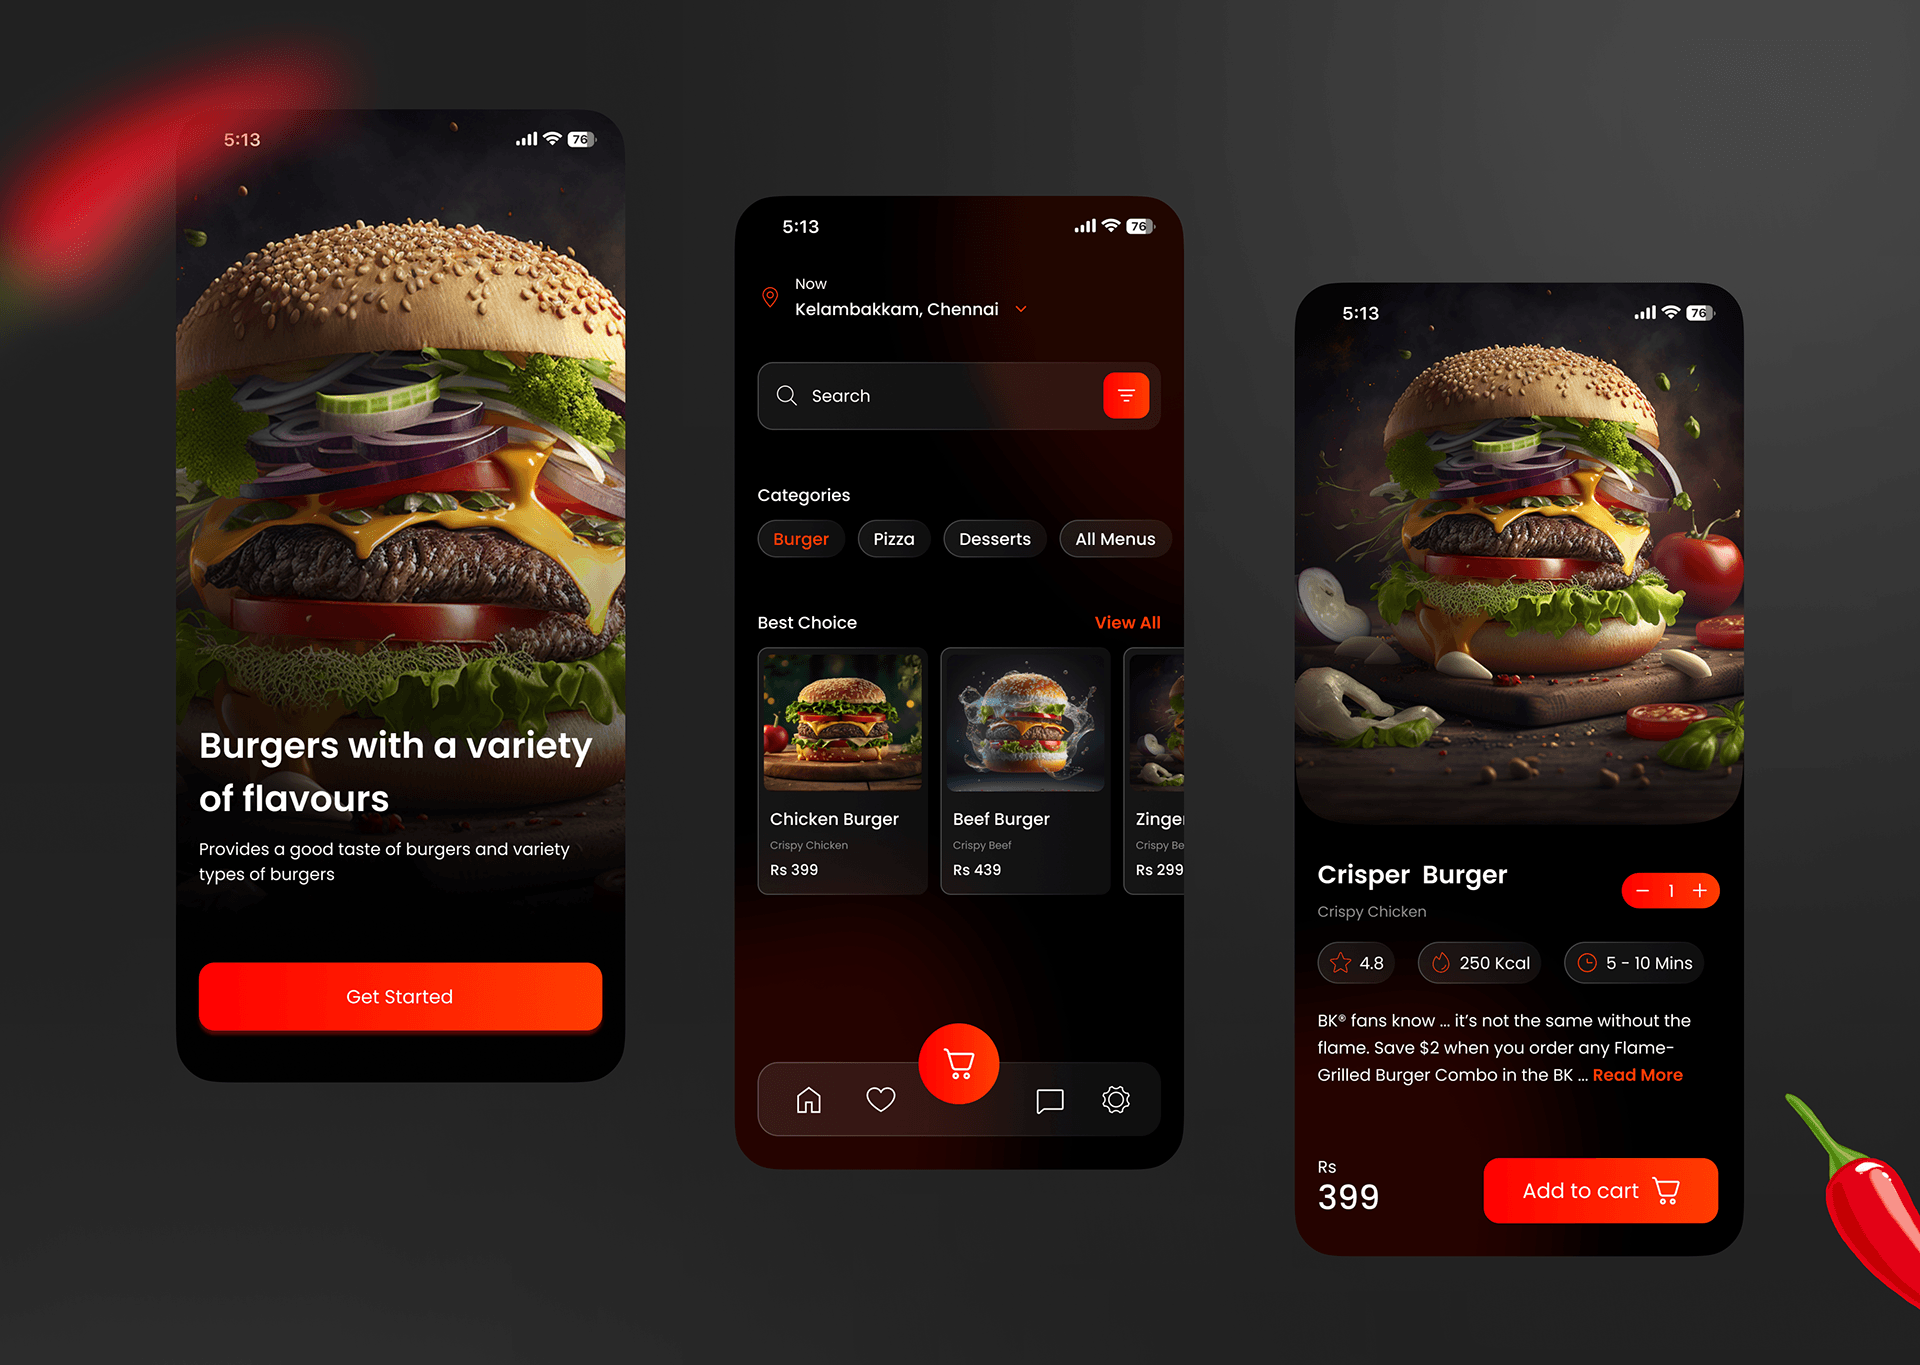 5:13
76
Burgers with a variety
of flavours
Provides a good taste of burgers and variety
types of burgers
Get Started
5:13
76
Now
Kelambakkam, Chennai
Search
Categories
Burger Pizza Desserts All Menus
Best Choice View All
Chicken Burger
Crispy Chicken
Rs 399
Beef Burger
Crispy Beef
Rs 439
Zinger
Crispy Be
Rs 299
5:13
76
Crisper Burger
Crispy Chicken
− 1 +
4.8 250 Kcal 5 - 10 Mins
BK® fans know ... it's not the same without the
flame. Save $2 when you order any Flame-
Grilled Burger Combo in the BK ... Read More
Rs
399
Add to cart